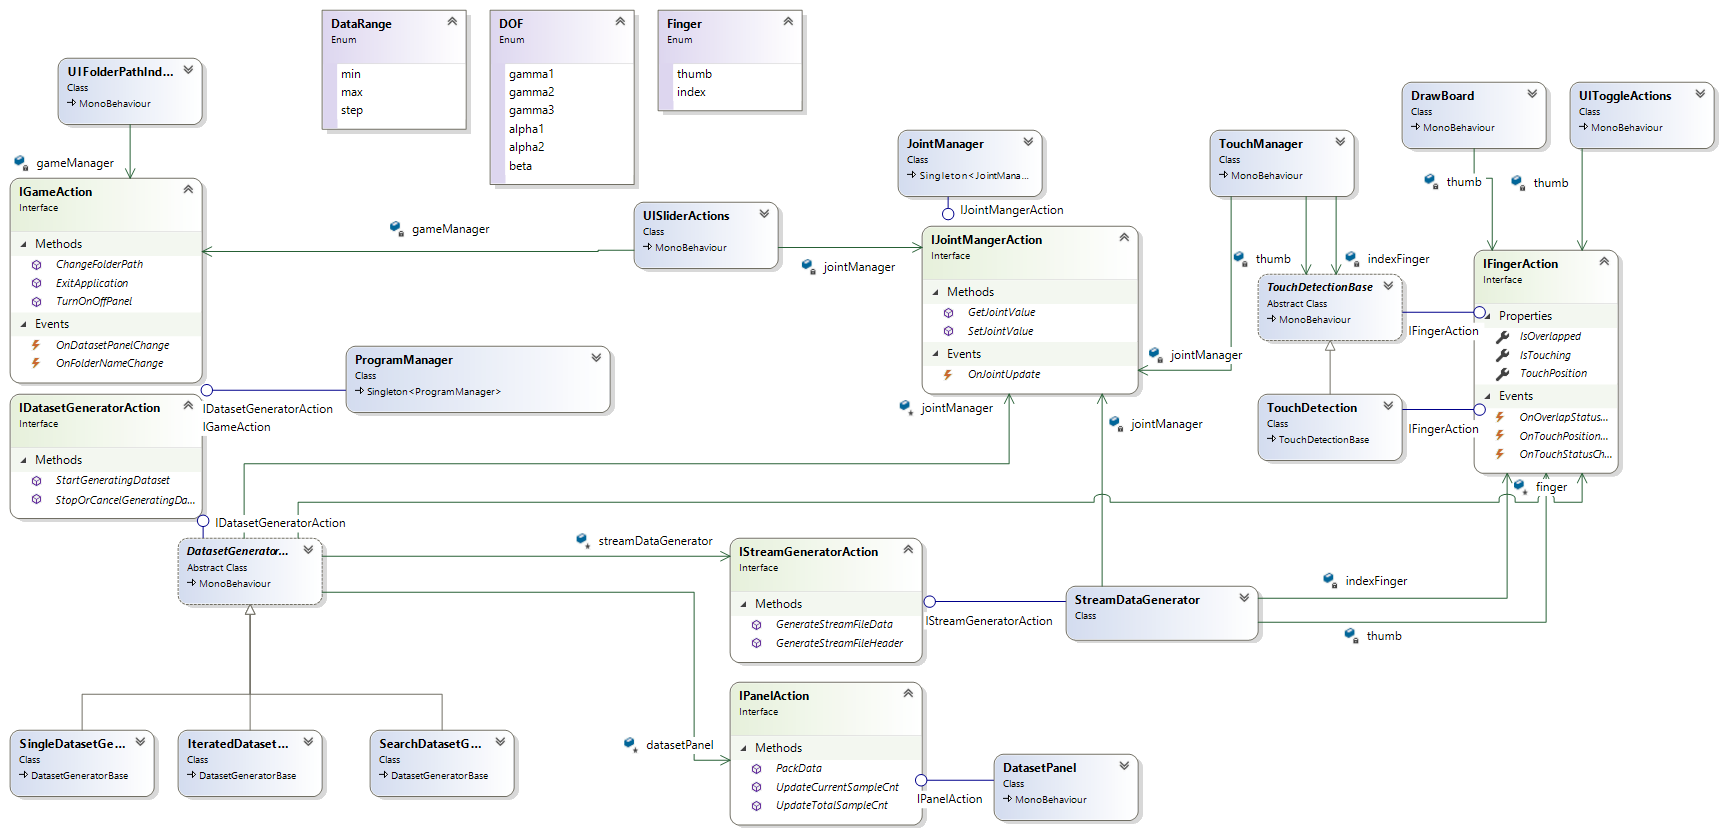 DataRange
Enum
min
max
step
DOF
Enum
gamma1
gamma2
gamma3
alpha1
alpha2
beta
Finger
Enum
thumb
index
UIFolderPathInd...
Class
MonoBehaviour
gameManager
IGameAction
Interface
Methods
ChangeFolderPath
ExitApplication
TurnOnOffPanel
Events
OnDatasetPanelChange
OnFolderNameChange
gameManager
UISliderActions
Class
MonoBehaviour
jointManager
JointManager
Class
Singleton<JointMana...
IJointMangerAction
IJointMangerAction
Interface
Methods
GetJointValue
SetJointValue
Events
OnJointUpdate
TouchManager
Class
MonoBehaviour
thumb
indexFinger
jointManager
DrawBoard
Class
MonoBehaviour
thumb
UIToggleActions
Class
MonoBehaviour
thumb
TouchDetectionBase
Abstract Class
MonoBehaviour
IFingerAction
IFingerAction
Interface
Properties
IsOverlapped
IsTouching
TouchPosition
Events
OnOverlapStatus...
OnTouchPosition...
OnTouchStatusCh...
TouchDetection
Class
TouchDetectionBase
IFingerAction
finger
ProgramManager
Class
Singleton<ProgramManager>
IDatasetGeneratorAction
IGameAction
IDatasetGeneratorAction
Interface
Methods
StartGeneratingDataset
StopOrCancelGeneratingDa...
IDatasetGeneratorAction
jointManager
jointManager
DatasetGenerator...
Abstract Class
MonoBehaviour
streamDataGenerator
IStreamGeneratorAction
Interface
Methods
GenerateStreamFileData
GenerateStreamFileHeader
IStreamGeneratorAction
StreamDataGenerator
Class
indexFinger
thumb
datasetPanel
IPanelAction
Interface
Methods
PackData
UpdateCurrentSampleCnt
UpdateTotalSampleCnt
IPanelAction
DatasetPanel
Class
MonoBehaviour
SingleDatasetGe...
Class
DatasetGeneratorBase
IteratedDataset...
Class
DatasetGeneratorBase
SearchDatasetG...
Class
DatasetGeneratorBase